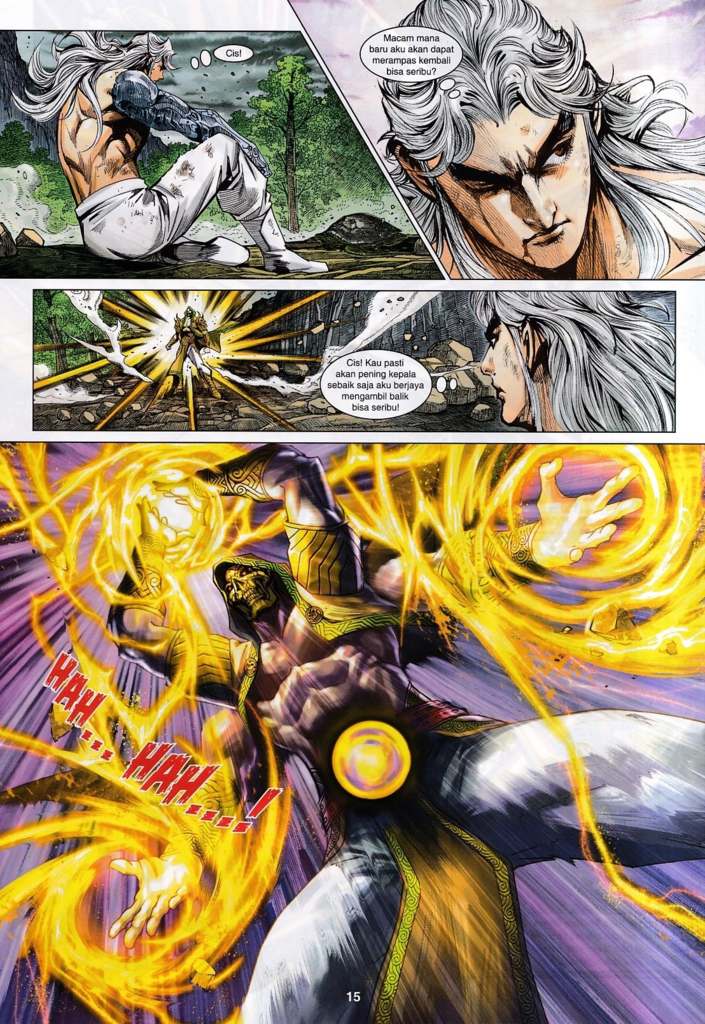 Cis!
Macam mana
baru aku akan dapat
merampas kembali
bisa seribu?
Cis! Kau pasti
akan pening kepala
sebaik saja aku berjaya
mengambil balik
bisa seribu!
HAH...
HAH....!
15